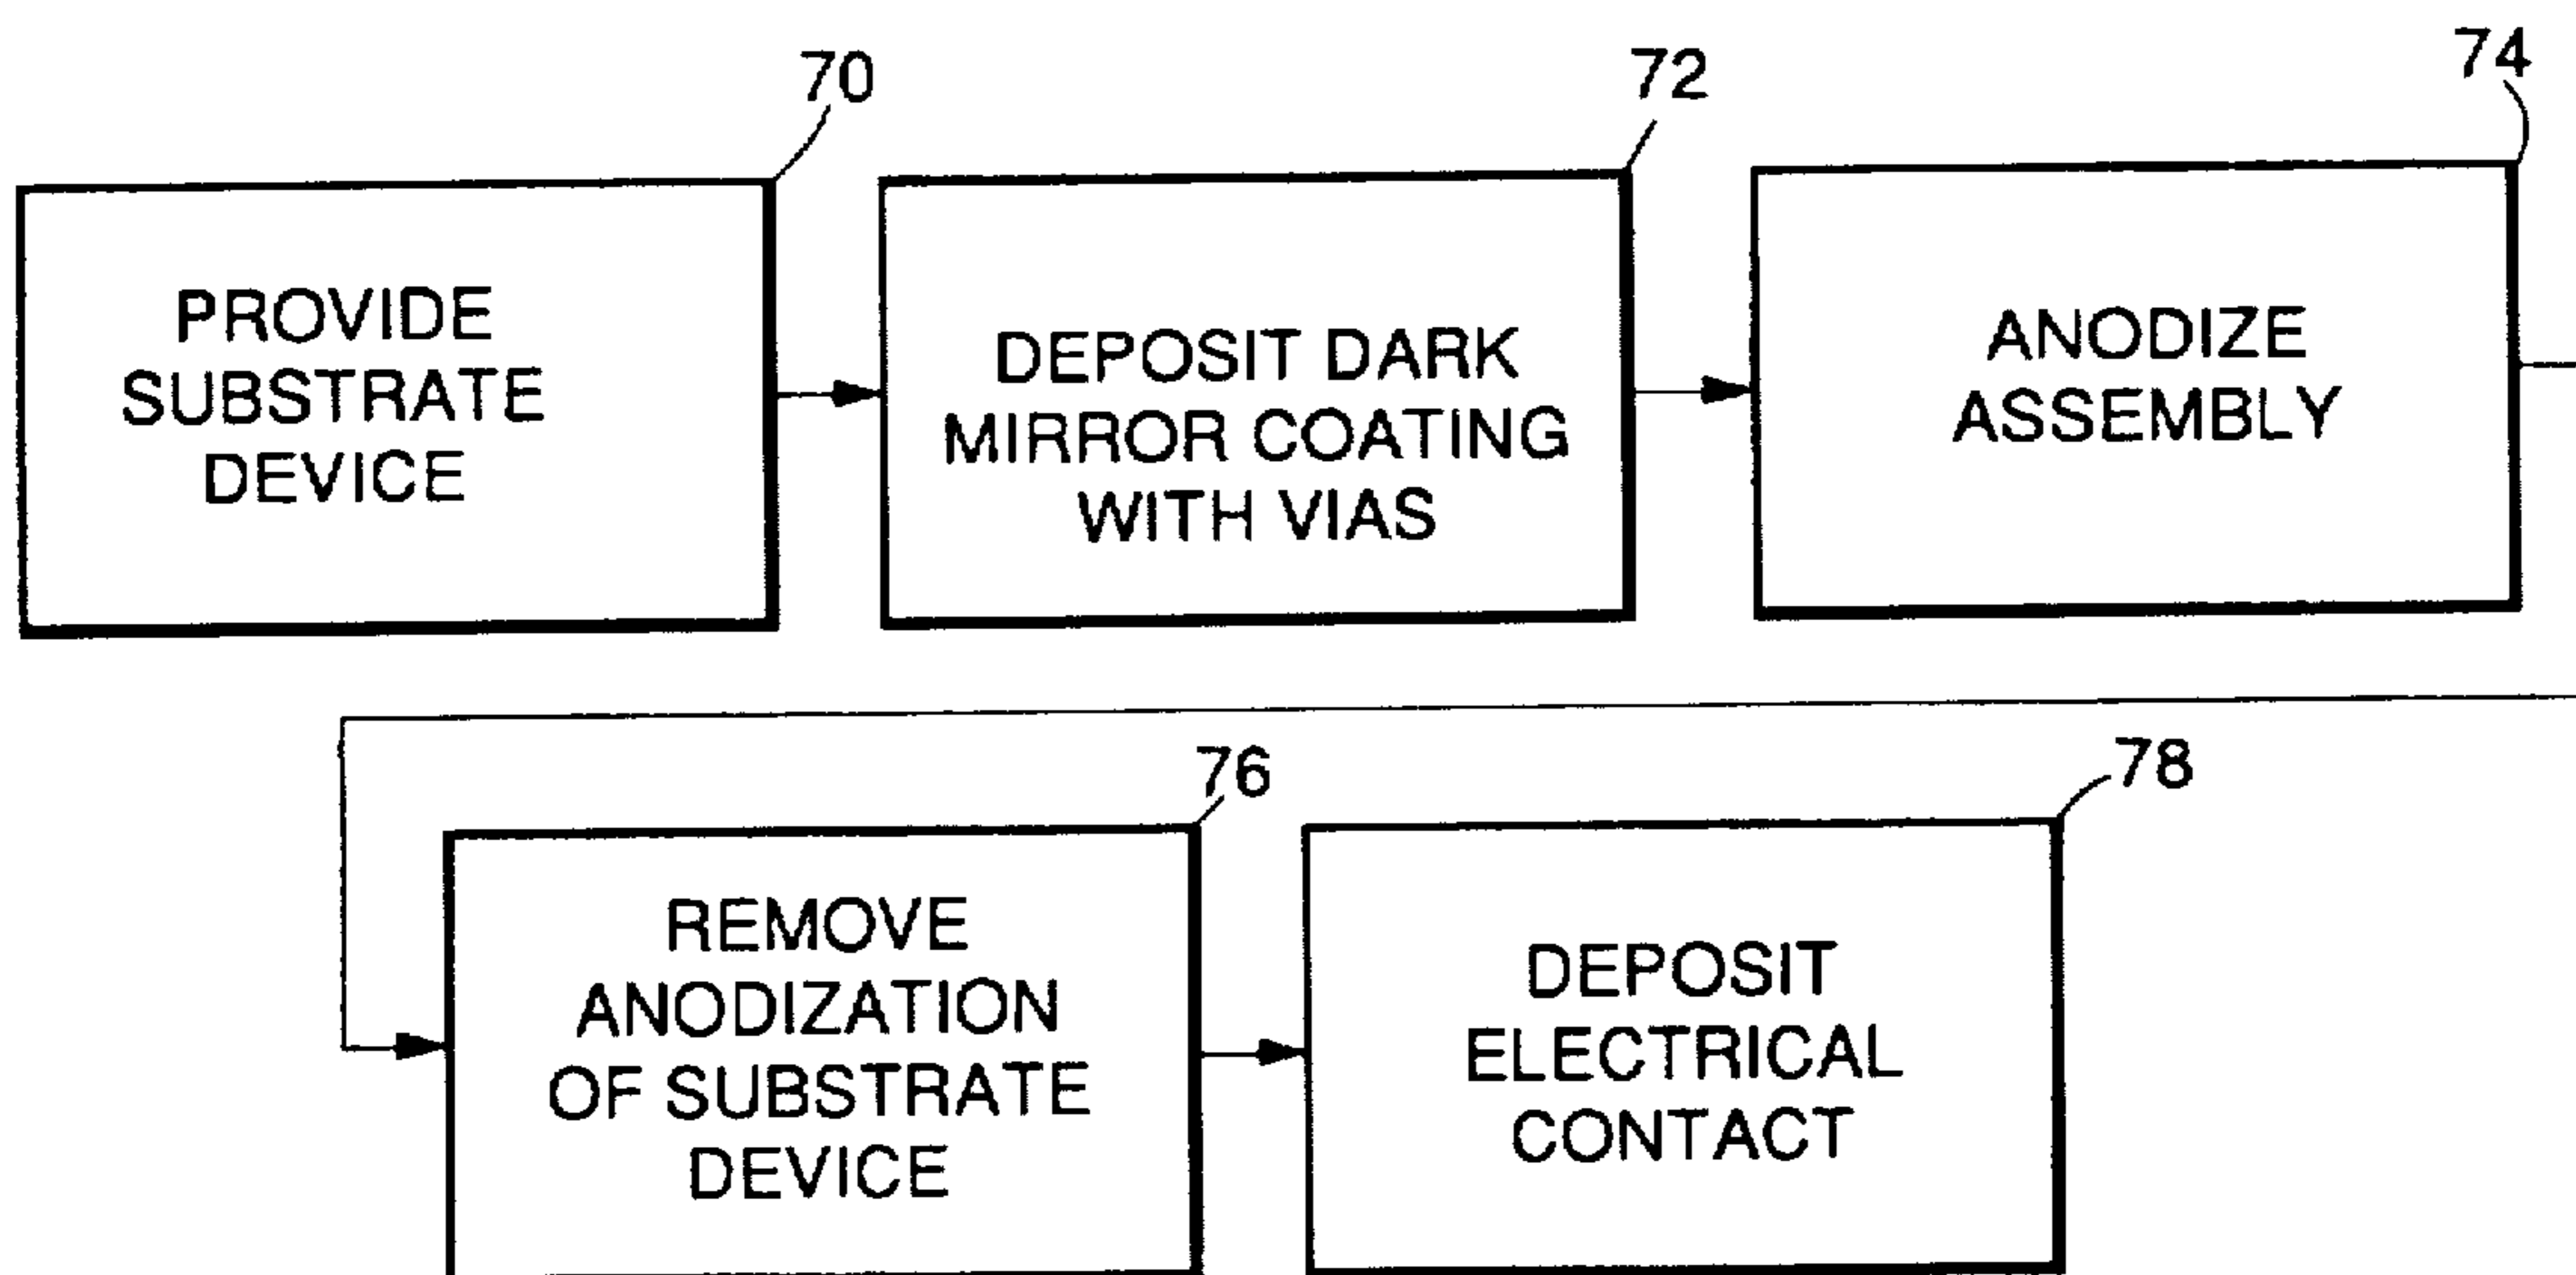 70
72
74
PROVIDE
SUBSTRATE
DEVICE
DEPOSIT DARK
MIRROR COATING
WITH VIAS
ANODIZE
ASSEMBLY
76
78
REMOVE
ANODIZATION
OF SUBSTRATE
DEVICE
DEPOSIT
ELECTRICAL
CONTACT